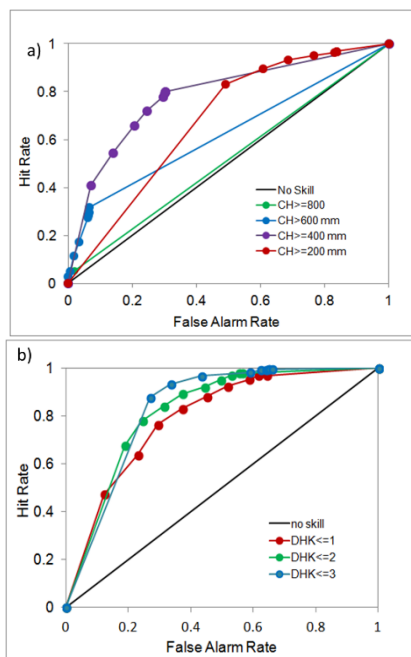 a)
1
0.8
0.6
0.4
0.2
0
Hit Rate
No Skill
CH>=800
CH>600 mm
CH>=400 mm
CH>=200 mm
0 0.2 0.4 0.6 0.8 1
False Alarm Rate
b)
1
0.8
0.6
0.4
0.2
0
Hit Rate
no skill
DHK<=1
DHK<=2
DHK<=3
0 0.2 0.4 0.6 0.8 1
False Alarm Rate